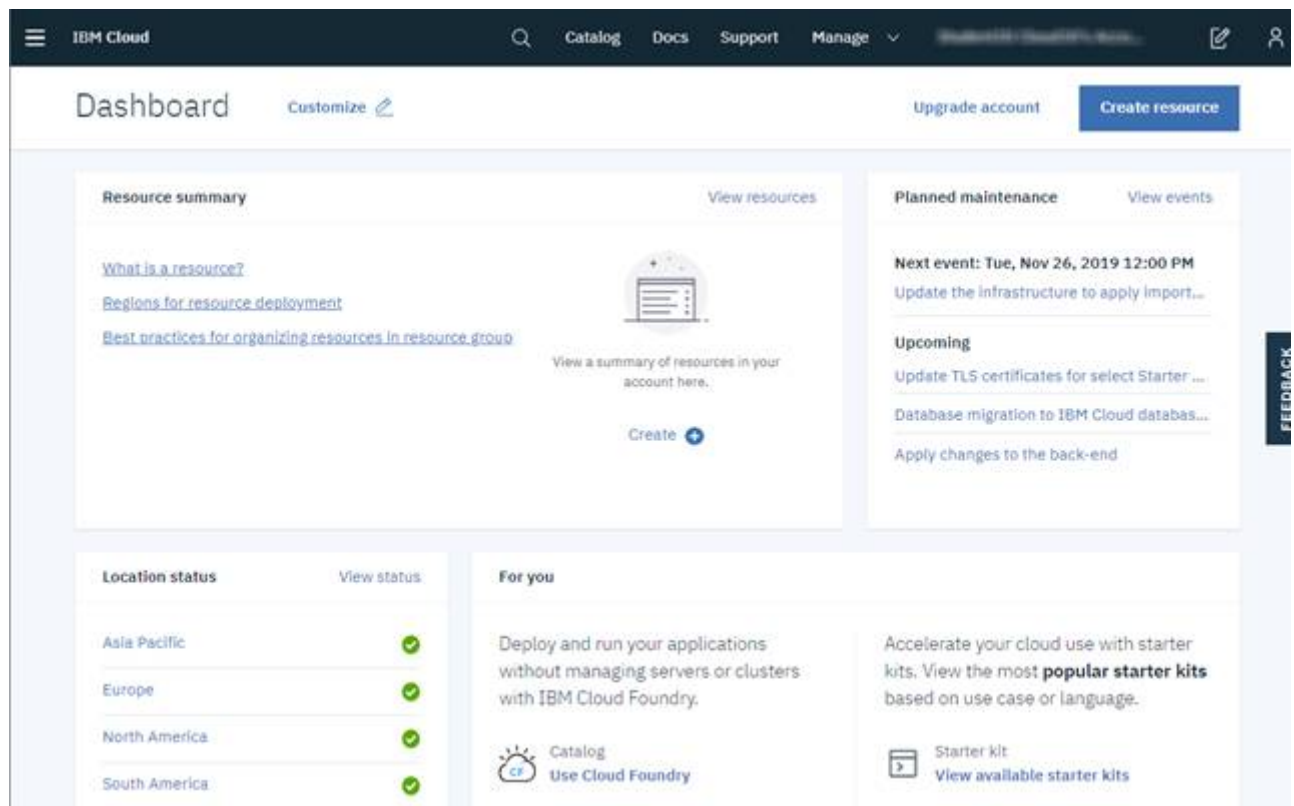 IBM Cloud
Catalog Docs Support Manage
Dashboard Customize Upgrade account Create resource
Resource summary View resources
What is a resource?
Regions for resource deployment
Best practices for organizing resources in resource group
View a summary of resources in your
account here.
Create
Planned maintenance View events
Next event: Tue, Nov 26, 2019 12:00 PM
Update the infrastructure to apply import...
Upcoming
Update TLS certificates for select Starter ...
Database migration to IBM Cloud databas...
Apply changes to the back-end
FEEDBACK
Location status View status
Asia Pacific
Europe
North America
South America
For you
Deploy and run your applications
without managing servers or clusters
with IBM Cloud Foundry.
CF
Catalog
Use Cloud Foundry
Accelerate your cloud use with starter
kits. View the most popular starter kits
based on use case or language.
Starter kit
View available starter kits